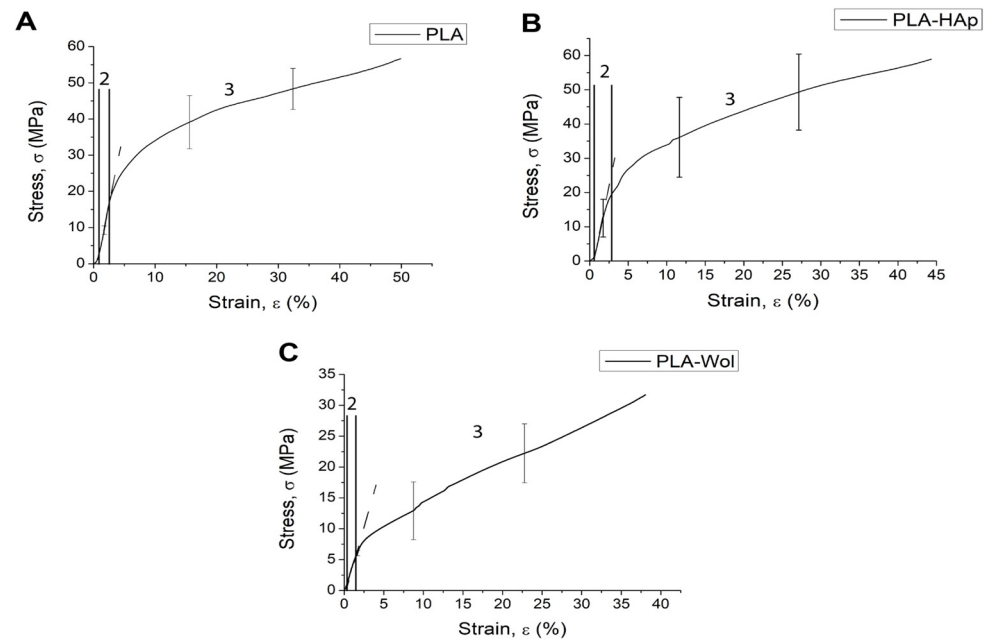 A
PLA
60
50
40
30
20
10
0
2
3
Stress, σ (MPa)
0 10 20 30 40 50
Strain, ε (%)
B
PLA-HAp
60
50
40
30
20
10
0
2
3
Stress, σ (MPa)
0 5 10 15 20 25 30 35 40 45
Strain, ε (%)
C
PLA-Wol
35
30
25
20
15
10
5
0
2
3
Stress, σ (MPa)
0 5 10 15 20 25 30 35 40
Strain, ε (%)